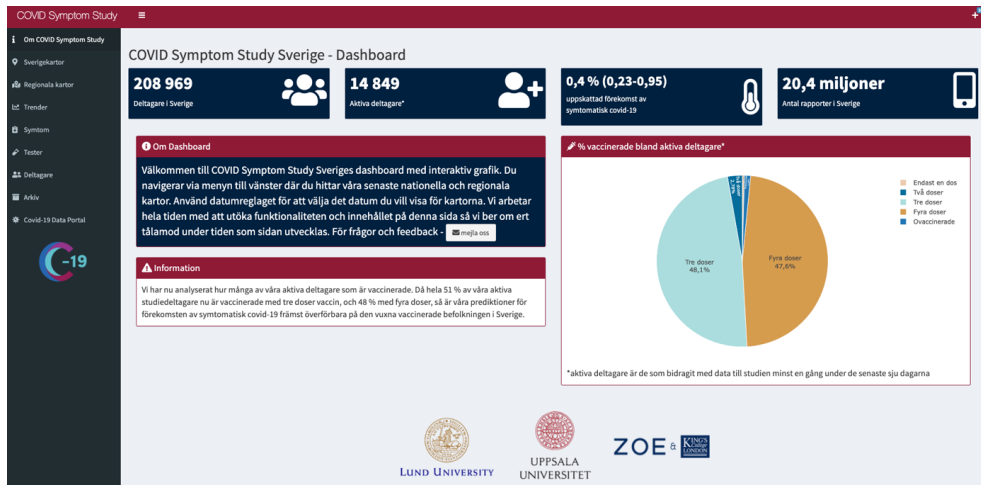 COVID Symptom Study
Om COVID Symptom Study
Sverigekartor
Regionala kartor
Trender
Symtom
Tester
Deltagare
Arkiv
Covid-19 Data Portal
C-19
COVID Symptom Study Sverige - Dashboard
208 969
Deltagare i Sverige
14 849
Aktiva deltagare*
0,4 % (0,23-0,95)
uppskattad förekomst av
symtomatisk covid-19
20,4 miljoner
Antal rapporter i Sverige
Om Dashboard
Välkommen till COVID Symptom Study Sveriges dashboard med interaktiv grafik. Du
navigerar via menyn till vänster där du hittar våra senaste nationella och regionala
kartor. Använd datumreglaget för att välja det datum du vill visa för kartorna. Vi arbetar
hela tiden med att utöka funktionaliteten och innehållet på denna sida så vi ber om ert
tålamod under tiden som sidan utvecklas. För frågor och feedback - mejla oss
Information
Vi har nu analyserat hur många av våra aktiva deltagare som är vaccinerade. Då hela 51 % av våra aktiva
studiedeltagare nu är vaccinerade med tre doser vaccin, och 48 % med fyra doser, så är våra prediktioner för
förekomsten av symtomatisk covid-19 främst överförbara på den vuxna vaccinerade befolkningen i Sverige.
% vaccinerade bland aktiva deltagare*
Två doser
Tre doser
48,1%
Fyra doser
47,6%
Endast en dos
Två doser
Tre doser
Fyra doser
Ovaccinerade
*aktiva deltagare är de som bidragit med data till studien minst en gång under de senaste sju dagarna
LUND UNIVERSITY
UPPSALA
UNIVERSITET
ZOE &
KING'S
College
LONDON